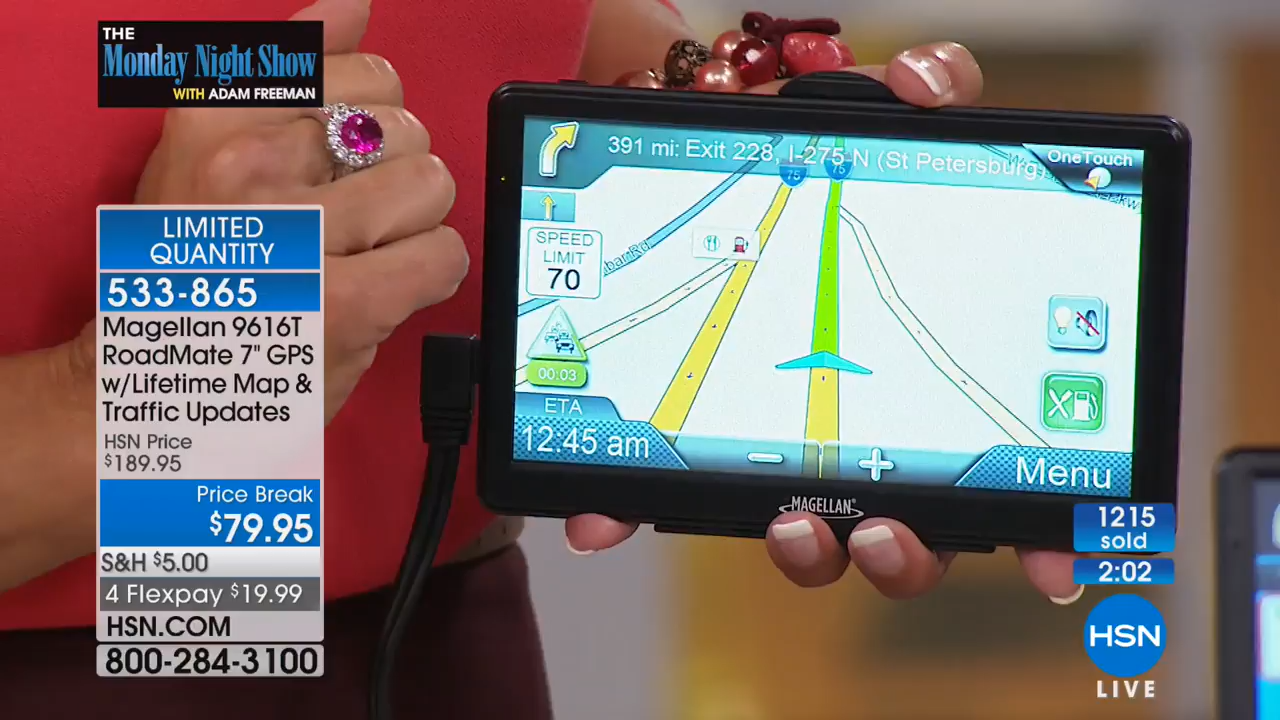 THE
Monday Night Show
WITH ADAM FREEMAN
LIMITED
QUANTITY
533-865
Magellan 9616T
RoadMate 7" GPS
w/Lifetime Map &
Traffic Updates
HSN Price
$189.95
Price Break
$79.95
S&H $5.00
4 Flexpay $19.99
HSN.COM
800-284-3100
391 mi: Exit 228, I-275-N (St Petersburg,
OneTouch
75
75
SPEED
LIMIT
70
00:03
ETA
12:45 am
Menu
MAGELLAN®
1215
sold
2:02
HSN
LIVE